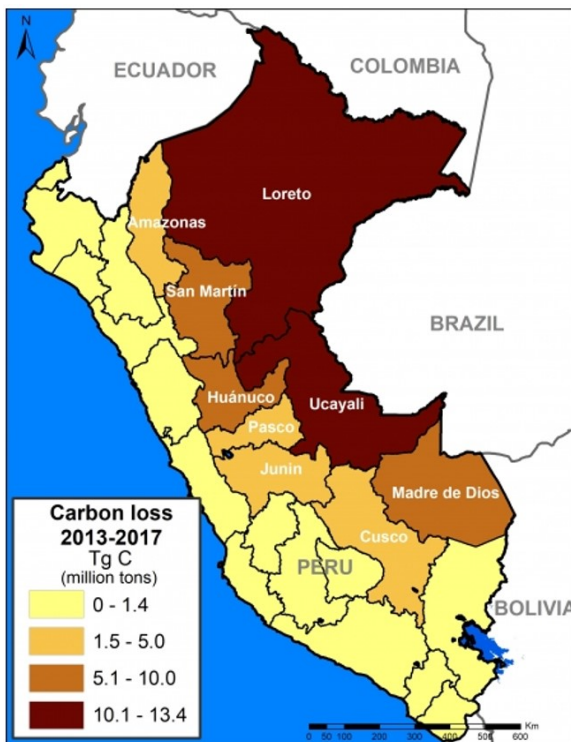 N
ECUADOR
COLOMBIA
Loreto
Amazonas
San Martín
BRAZIL
Huánuco
Ucayali
Pasco
Junin
Madre de Dios
Cusco
PERU
BOLIVIA
Carbon loss
2013-2017
Tg C
(million tons)
0 - 1.4
1.5 - 5.0
5.1 - 10.0
10.1 - 13.4
Km
0 100 200 300 400 500 600